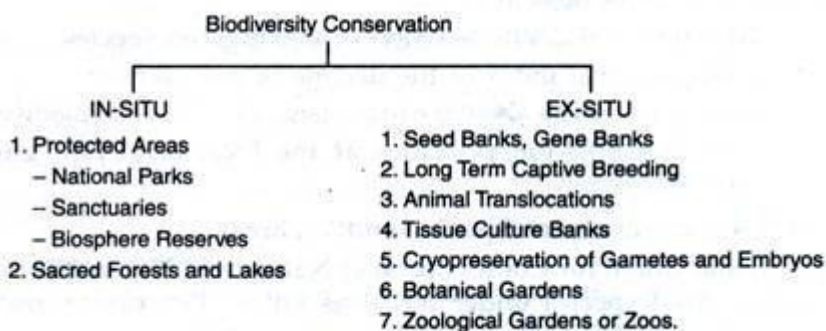 Biodiversity Conservation
IN-SITU
1. Protected Areas
– National Parks
– Sanctuaries
– Biosphere Reserves
2. Sacred Forests and Lakes
EX-SITU
1. Seed Banks, Gene Banks
2. Long Term Captive Breeding
3. Animal Translocations
4. Tissue Culture Banks
5. Cryopreservation of Gametes and Embryos
6. Botanical Gardens
7. Zoological Gardens or Zoos.